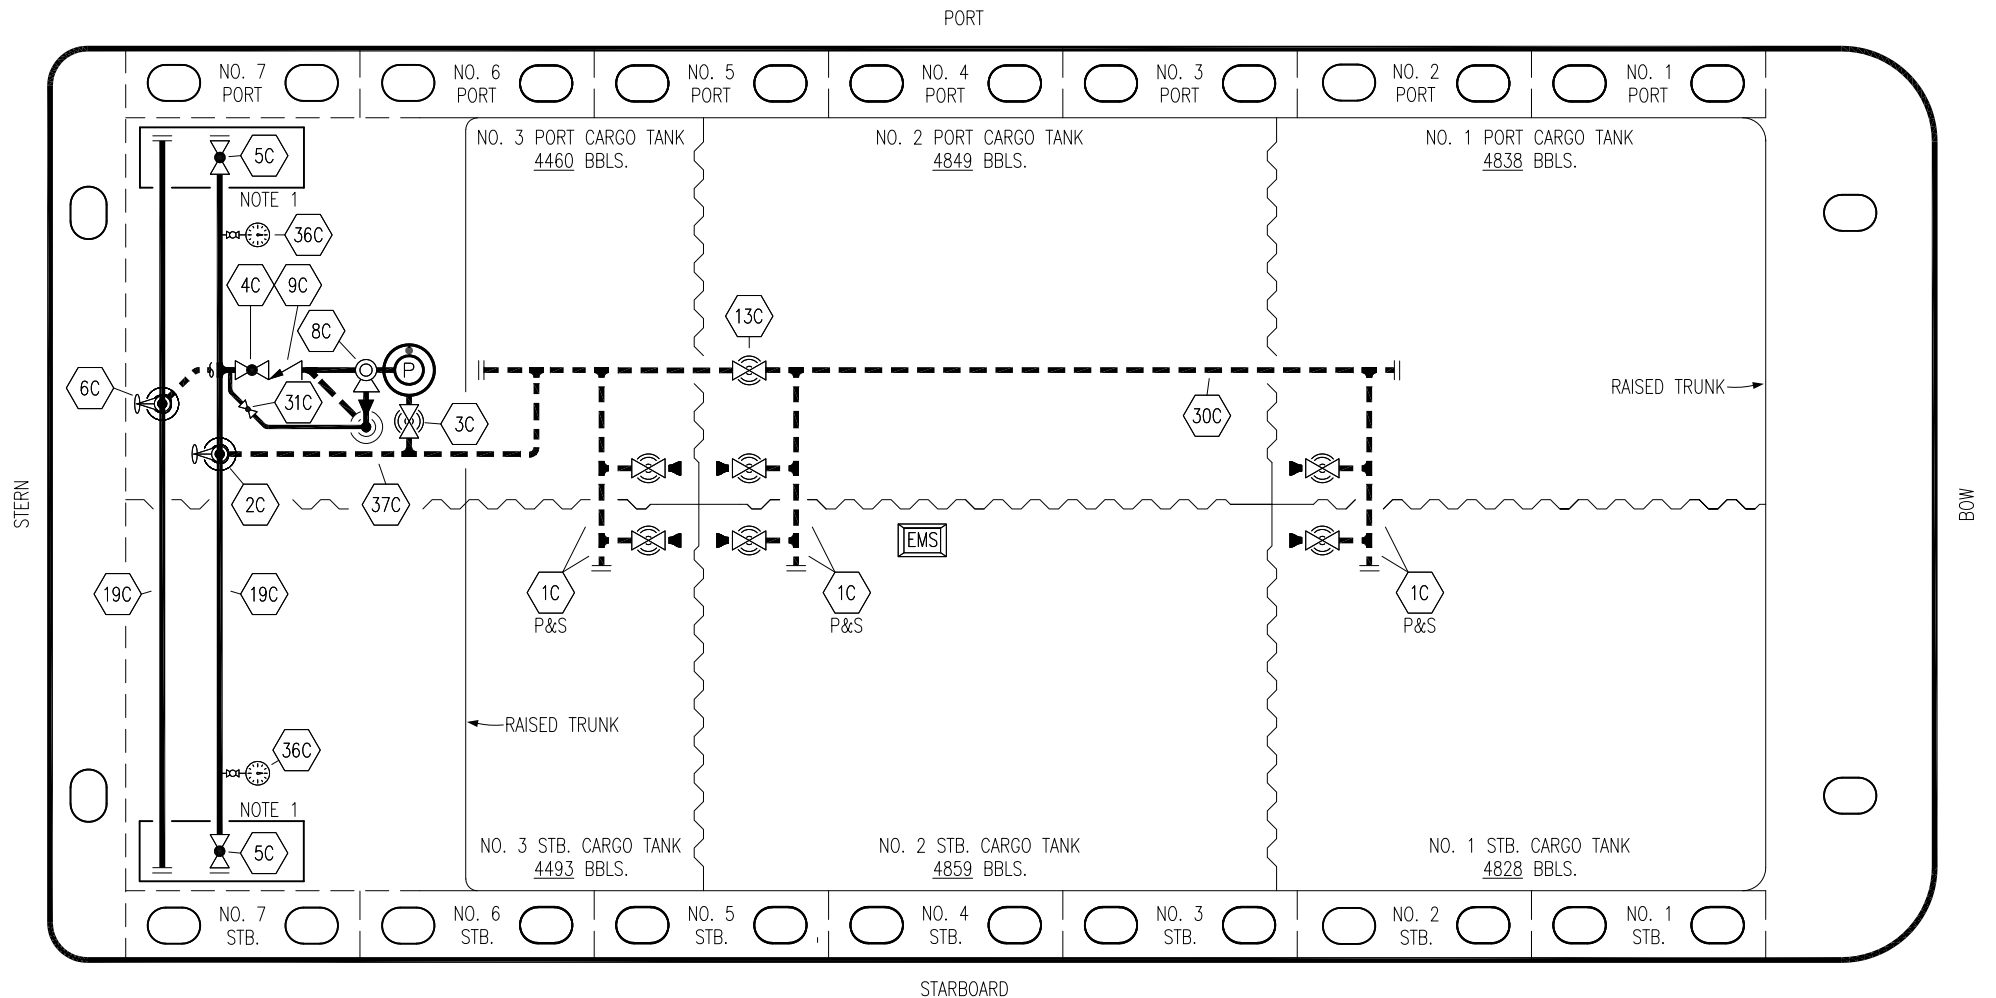 PORT
NO. 7
PORT
NO. 6
PORT
NO. 5
PORT
NO. 4
PORT
NO. 3
PORT
NO. 2
PORT
NO. 1
PORT
NO. 3 PORT CARGO TANK
4460 BBLS.
NO. 2 PORT CARGO TANK
4849 BBLS.
NO. 1 PORT CARGO TANK
4838 BBLS.
5C
NOTE 1
36C
4C
9C
8C
13C
P
6C
31C
3C
30C
RAISED TRUNK
STERN
2C
37C
BOW
EMS
19C
19C
1C
P&S
1C
P&S
1C
P&S
RAISED TRUNK
36C
NOTE 1
5C
NO. 3 STB. CARGO TANK
4493 BBLS.
NO. 2 STB. CARGO TANK
4859 BBLS.
NO. 1 STB. CARGO TANK
4828 BBLS.
NO. 7
STB.
NO. 6
STB.
NO. 5
STB.
NO. 4
STB.
NO. 3
STB.
NO. 2
STB.
NO. 1
STB.
STARBOARD